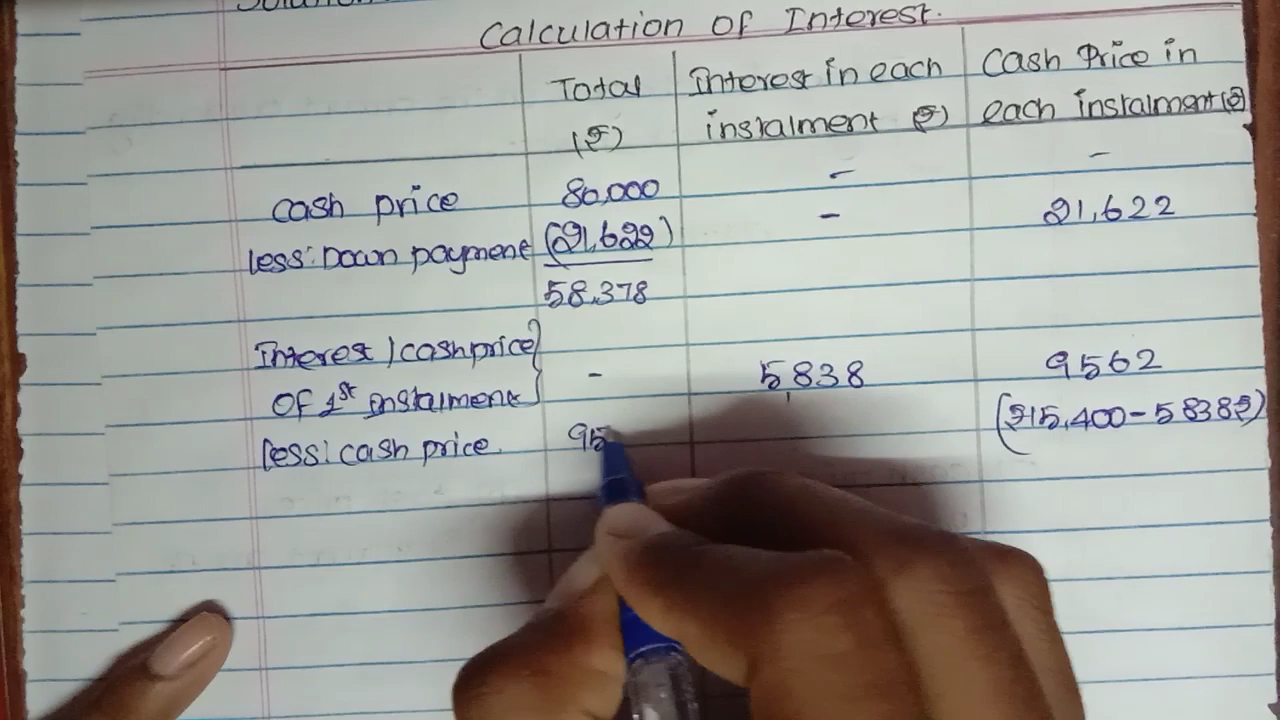 Calculation of Interest.
Total (₹) Interest in each instalment (₹) Cash Price in each instalment (₹)
Cash price 80,000 - -
Less: Down payment (21,622) - 21,622
58,378
Interest / cash price of 1st instalment - 5838 9562
(₹15,400-5838₹)
Less: cash price. 95